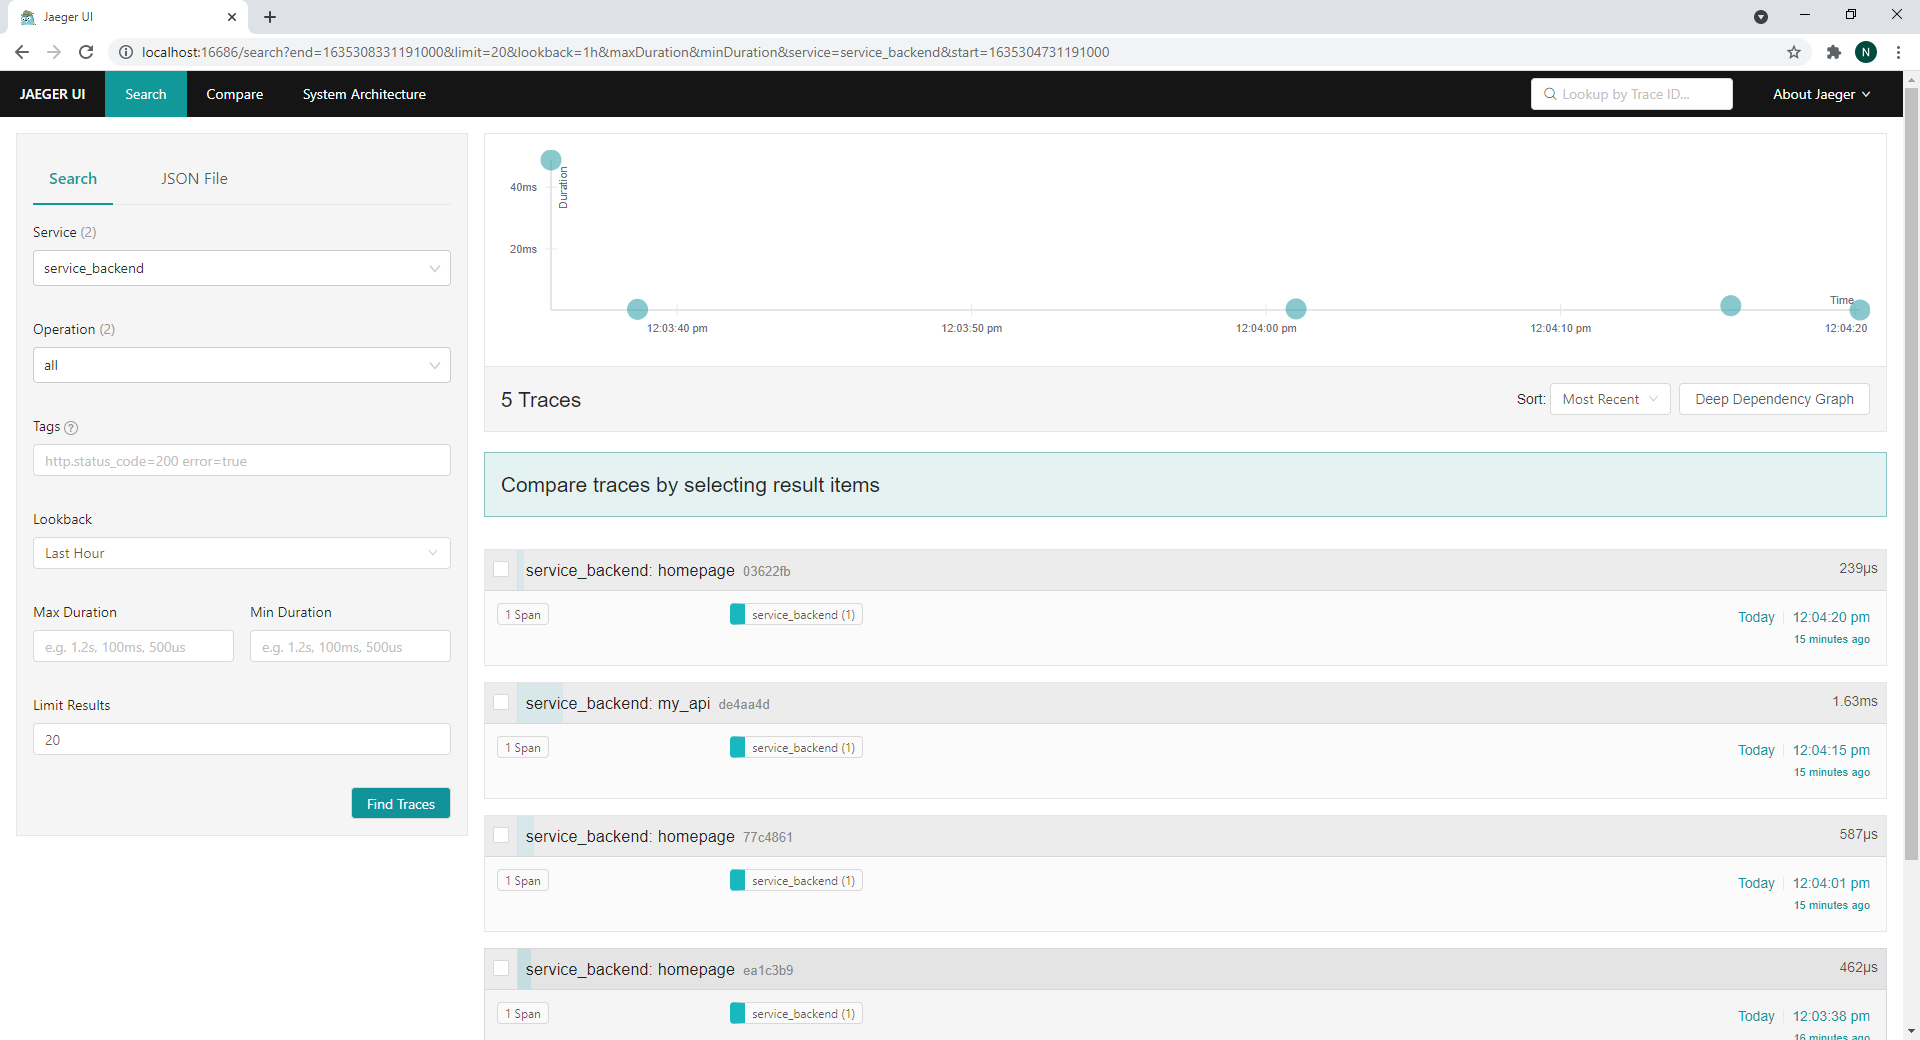 Jaeger UI
localhost:16686/search?end=1635308331191000&limit=20&lookback=1h&maxDuration&minDuration&service=service_backend&start=1635304731191000
N
JAEGER UI
Search
Compare
System Architecture
Lookup by Trace ID...
About Jaeger
Search
JSON File
Service (2)
service_backend
Operation (2)
all
Tags ?
http.status_code=200 error=true
Lookback
Last Hour
Max Duration
Min Duration
e.g. 1.2s, 100ms, 500us
e.g. 1.2s, 100ms, 500us
Limit Results
20
Find Traces
Duration
40ms
20ms
Time
12:03:40 pm
12:03:50 pm
12:04:00 pm
12:04:10 pm
12:04:20
5 Traces
Sort:
Most Recent
Deep Dependency Graph
Compare traces by selecting result items
service_backend: homepage 03622fb
239μs
1 Span
service_backend (1)
Today 12:04:20 pm
15 minutes ago
service_backend: my_api de4aa4d
1.63ms
1 Span
service_backend (1)
Today 12:04:15 pm
15 minutes ago
service_backend: homepage 77c4861
587μs
1 Span
service_backend (1)
Today 12:04:01 pm
15 minutes ago
service_backend: homepage ea1c3b9
462μs
1 Span
service_backend (1)
Today 12:03:38 pm
16 minutes ago